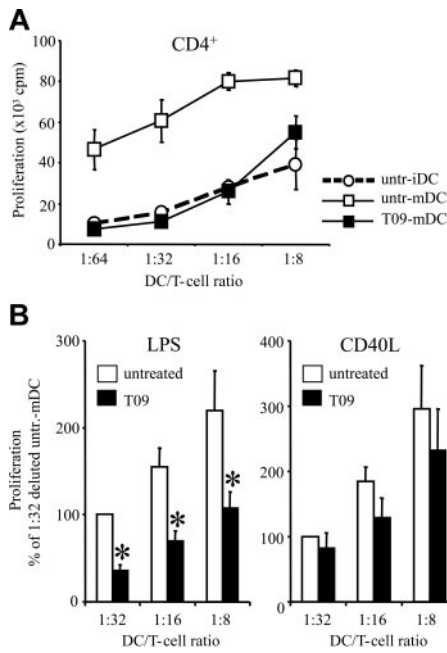 A
CD4+
Proliferation (x10³ cpm)
100
80
60
40
20
0
1:64 1:32 1:16 1:8
DC/T-cell ratio
untr-iDC
untr-mDC
T09-mDC
B
LPS
CD40L
Proliferation
% of 1:32 deluted untr.-mDC
300
200
100
0
untreated
T09
*
*
*
1:32 1:16 1:8
DC/T-cell ratio
400
300
200
100
0
untreated
T09
1:32 1:16 1:8
DC/T-cell ratio